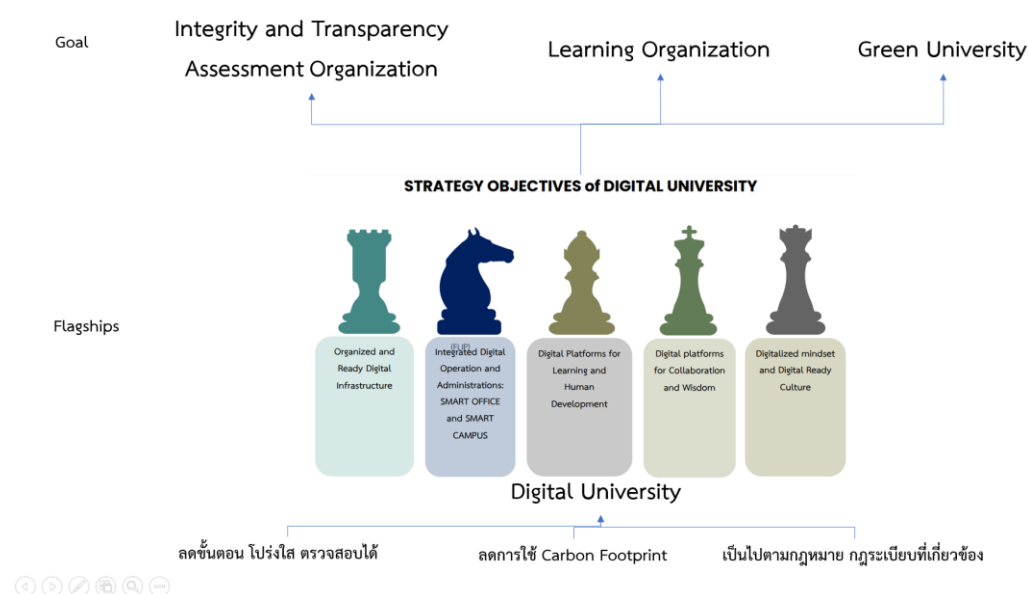 Goal
Integrity and Transparency
Assessment Organization
Learning Organization
Green University
STRATEGY OBJECTIVES of DIGITAL UNIVERSITY
Flagships
Organized and
Ready Digital
Infrastructure
(FLIP)
Integrated Digital
Operation and
Administrations:
SMART OFFICE
and SMART
CAMPUS
Digital Platforms for
Learning and
Human
Development
Digital platforms
for Collaboration
and Wisdom
Digitalized mindset
and Digital Ready
Culture
Digital University
ลดขั้นตอน โปร่งใส ตรวจสอบได้
ลดการใช้ Carbon Footprint
เป็นไปตามกฎหมาย กฎระเบียบที่เกี่ยวข้อง